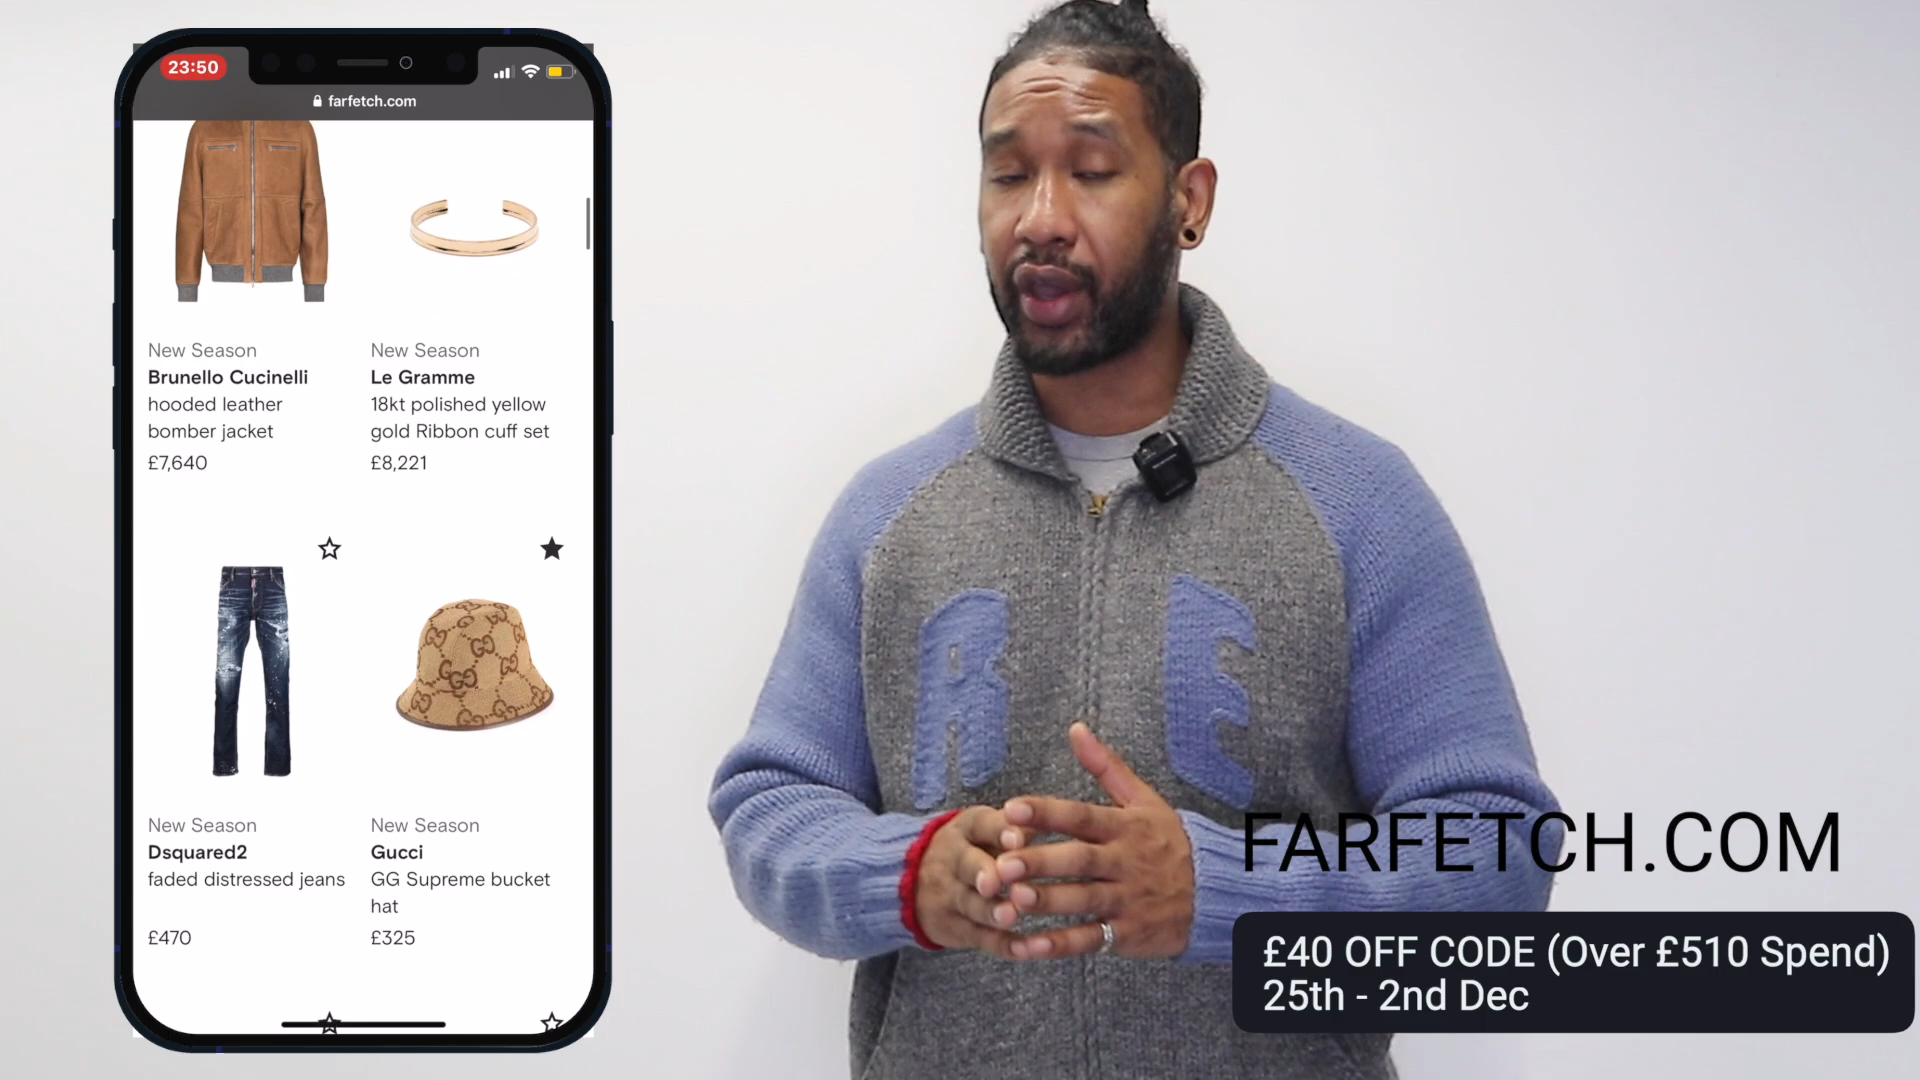 23:50
farfetch.com
New Season
Brunello Cucinelli
hooded leather
bomber jacket
£7,640
New Season
Le Gramme
18kt polished yellow
gold Ribbon cuff set
£8,221
New Season
Dsquared2
faded distressed jeans
£470
New Season
Gucci
GG Supreme bucket
hat
£325
R E
FARFETCH.COM
£40 OFF CODE (Over £510 Spend)
25th - 2nd Dec